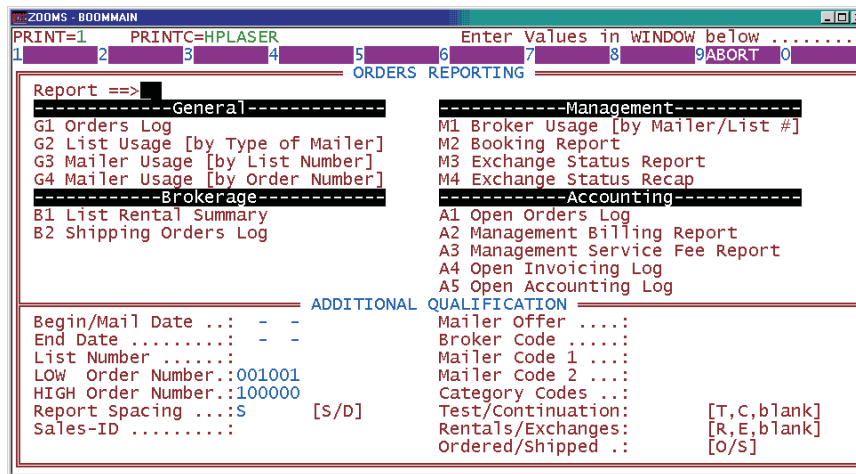 ZOOMS - BOOMMAIN
PRINT=1 PRINTC=HPLASER Enter Values in WINDOW below ........
1 2 3 4 5 6 7 8 9ABORT 0
ORDERS REPORTING
Report ==>
-------------General------------- ------------Management------------
G1 Orders Log M1 Broker Usage [by Mailer/List #]
G2 List Usage [by Type of Mailer] M2 Booking Report
G3 Mailer Usage [by List Number] M3 Exchange Status Report
G4 Mailer Usage [by Order Number] M4 Exchange Status Recap
------------Brokerage------------ ------------Accounting------------
B1 List Rental Summary A1 Open Orders Log
B2 Shipping Orders Log A2 Management Billing Report
A3 Management Service Fee Report
A4 Open Invoicing Log
A5 Open Accounting Log
ADDITIONAL QUALIFICATION
Begin/Mail Date ..: - - Mailer Offer ....:
End Date .........: - - Broker Code .....:
List Number ......: Mailer Code 1 ...:
LOW Order Number.:001001 Mailer Code 2 ...:
HIGH Order Number.:100000 Category Codes ..:
Report Spacing ...:S [S/D] Test/Continuation: [T,C,blank]
Sales-ID .........: Rentals/Exchanges: [R,E,blank]
Ordered/Shipped .: [O/S]